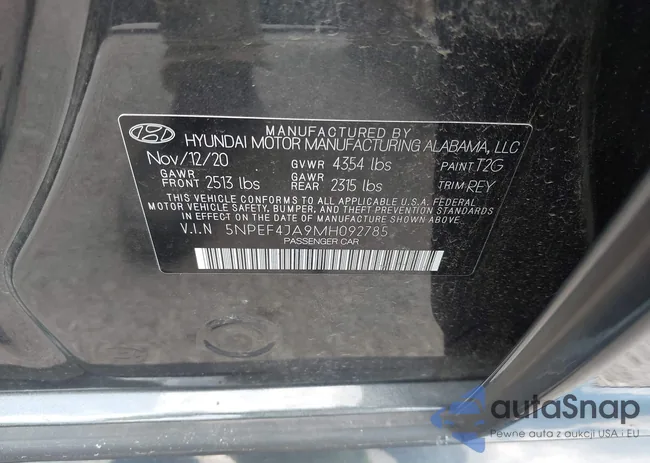 MANUFACTURED BY
HYUNDAI MOTOR MANUFACTURING ALABAMA, LLC
Nov/12/20 GVWR 4354 lbs PAINT T2G
GAWR FRONT 2513 lbs GAWR REAR 2315 lbs TRIM REY
THIS VEHICLE CONFORMS TO ALL APPLICABLE U.S.A. FEDERAL
MOTOR VEHICLE SAFETY, BUMPER, AND THEFT PREVENTION STANDARDS
IN EFFECT ON THE DATE OF MANUFACTURE SHOWN ABOVE.
V.I.N 5NPEF4JA9MH092785
PASSENGER CAR
autoSnap
Pewne auta z aukcji USA i EU